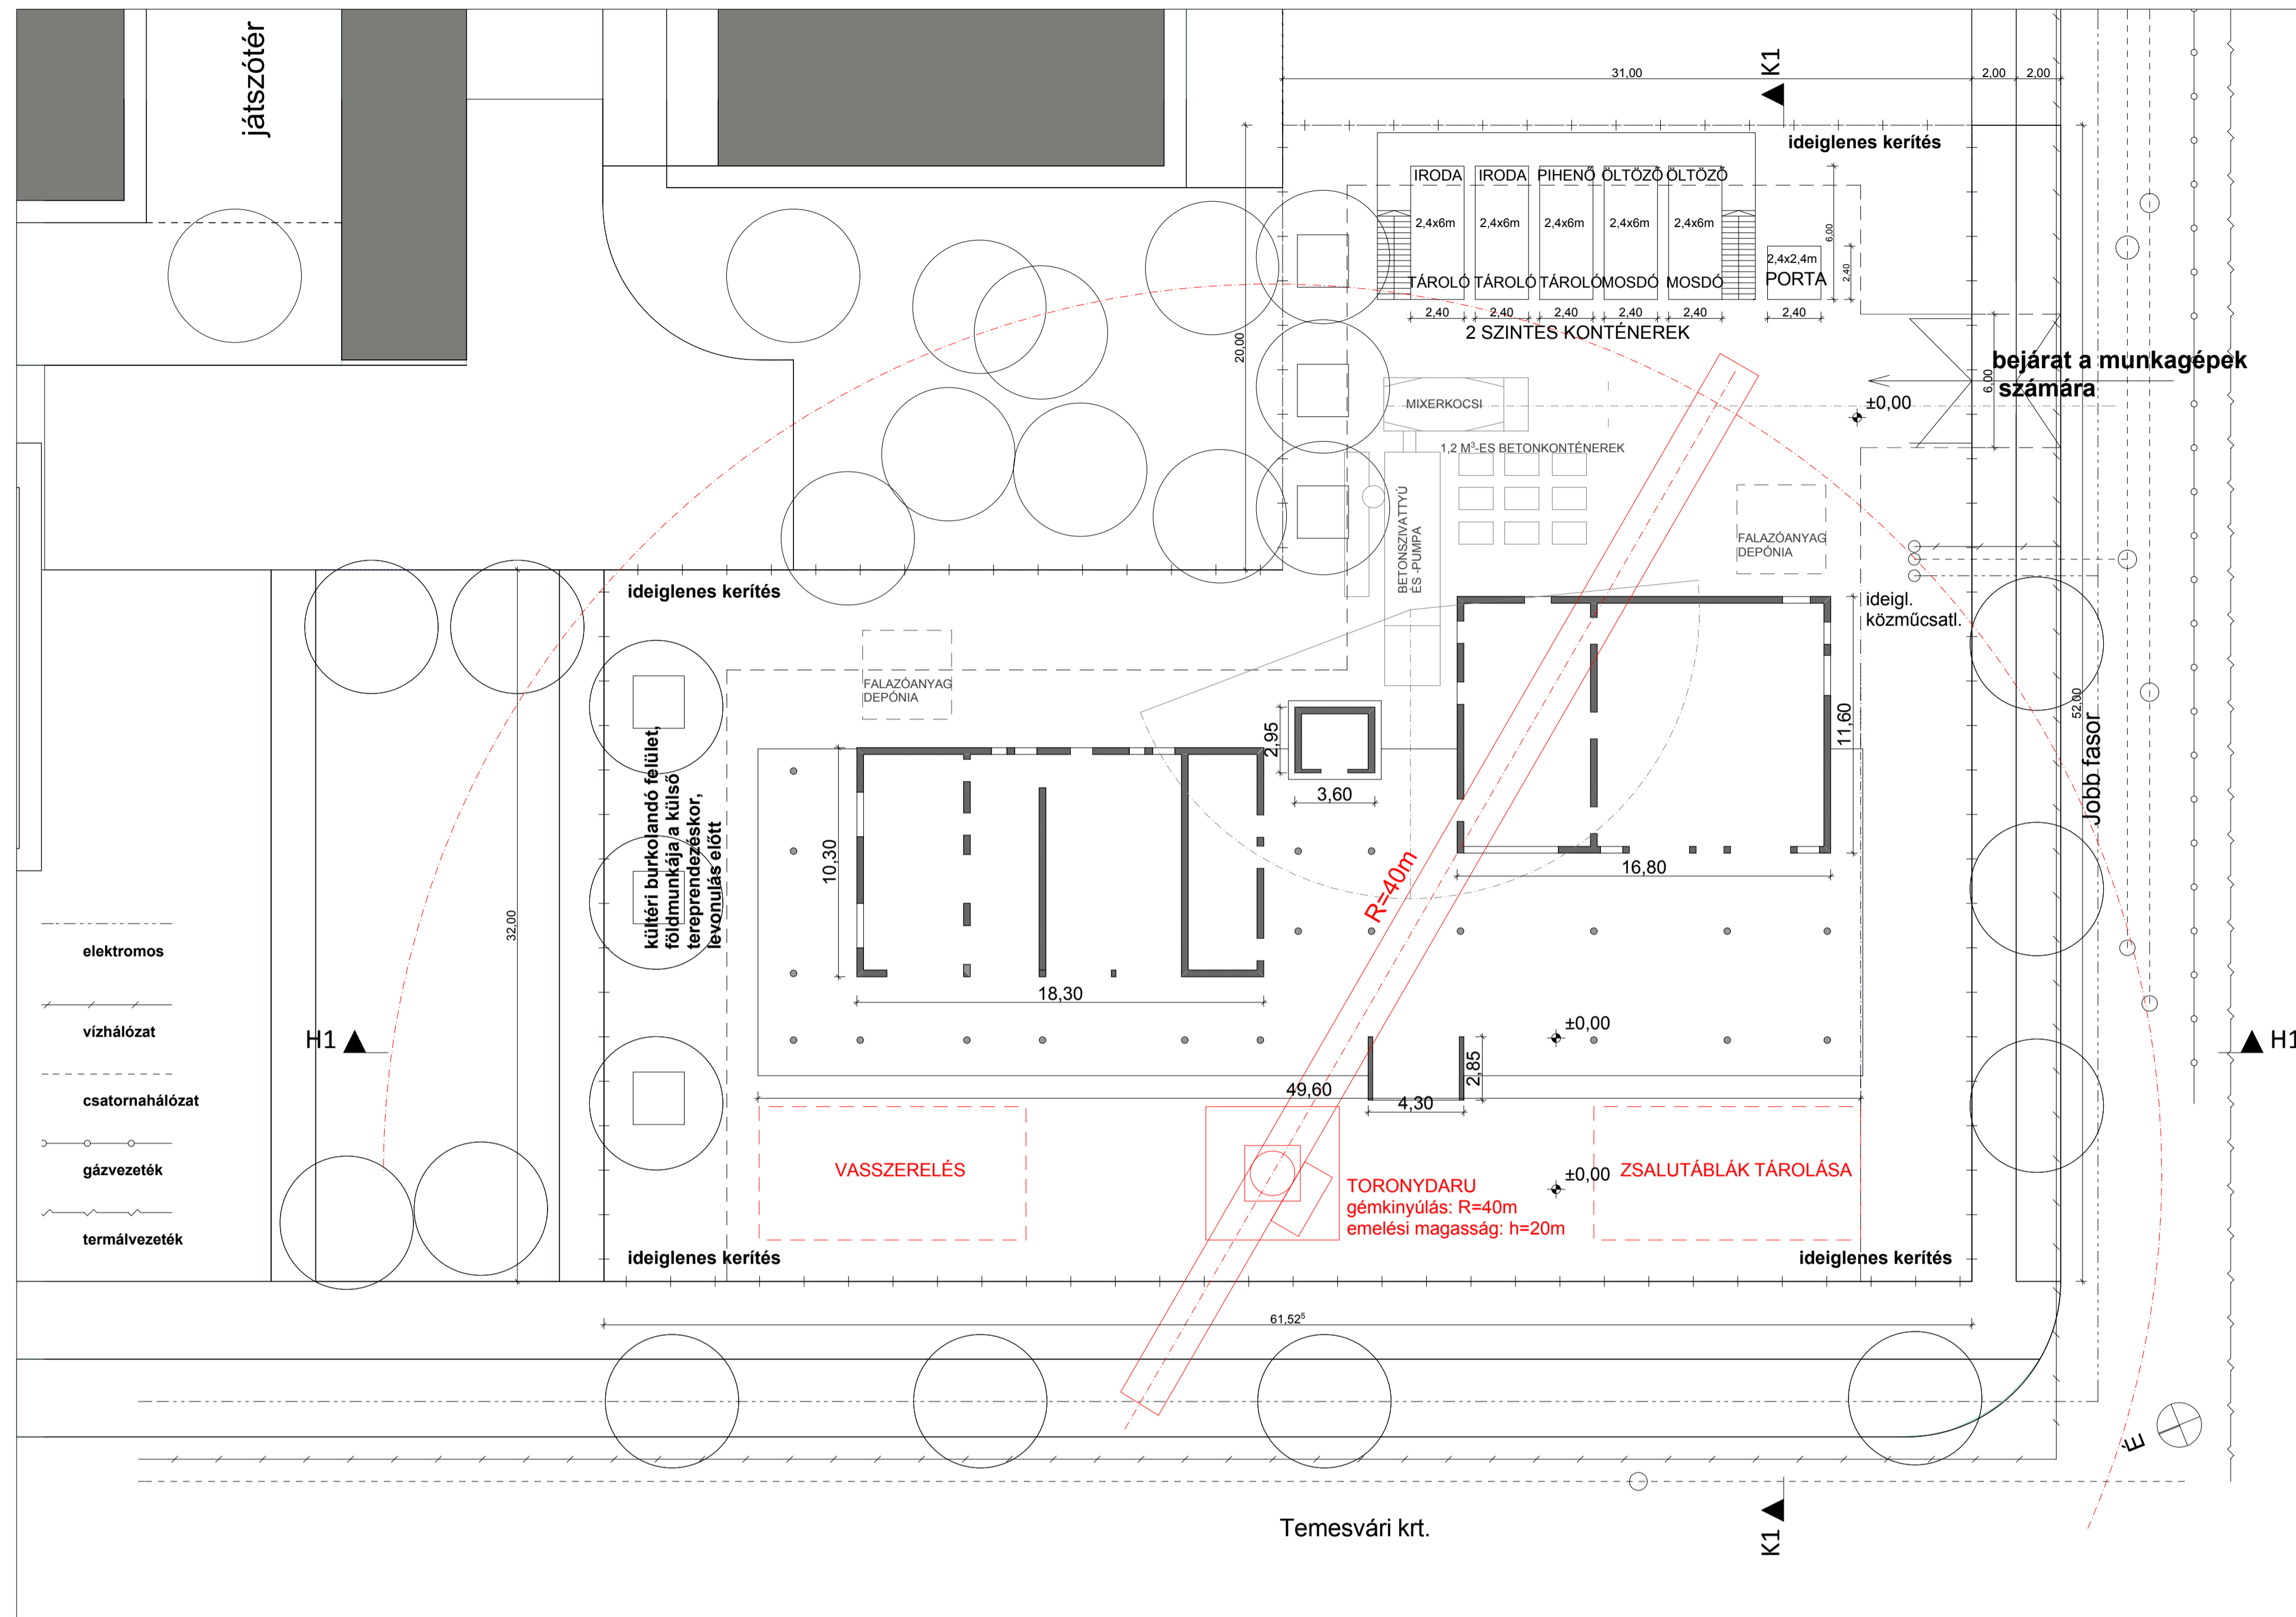 játszótér
K1
31,00
2,00
2,00
ideiglenes kerítés
IRODA
IRODA
PIHENŐ
ÖLTÖZŐ
ÖLTÖZŐ
2,4x6m
2,4x6m
2,4x6m
2,4x6m
2,4x6m
TÁROLÓ
TÁROLÓ
TÁROLÓ
MOSDÓ
MOSDÓ
2,4x2,4m
PORTA
6,00
2,40
2,40
2,40
2,40
2,40
2,40
2,40
2 SZINTES KONTÉNEREK
20,00
bejárat a munkagépek
számára
6,00
±0,00
MIXERKOCSI
1,2 M³-ES BETONKONTÉNEREK
BETONSZIVATTYÚ
ÉS -PUMPA
FALAZÓANYAG
DEPÓNIA
ideigl.
közműcsatl.
ideiglenes kerítés
FALAZÓANYAG
DEPÓNIA
kültéri burkolandó felület,
földmunkája a külső
tereprendezéskor,
levonulás előtt
2,95
3,60
11,60
16,80
52,00
Jobb fasor
10,30
18,30
R=40m
32,00
elektromos
vízhálózat
csatornahálózat
gázvezeték
termálvezeték
H1
H1
±0,00
2,85
49,60
4,30
VASSZERELÉS
TORONYDARU
gémkinyúlás: R=40m
emelési magasság: h=20m
±0,00
ZSALUTÁBLÁK TÁROLÁSA
ideiglenes kerítés
ideiglenes kerítés
61,52⁵
É
Temesvári krt.
K1